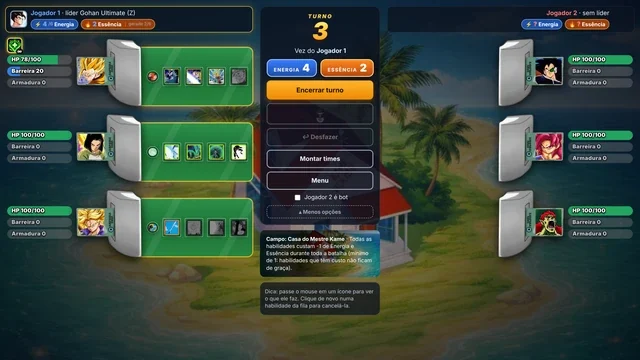 Jogador 1 · líder Gohan Ultimate (Z)
4/4 Energia
2 Essência
HP 78/100
Barreira 20
Armadura 0
HP 100/100
Barreira 0
Armadura 0
HP 100/100
Barreira 0
Armadura 0
TURNO
3
Vez do Jogador 1
ENERGIA 4
ESSÊNCIA 2
Encerrar turno
Desfazer
Montar times
Menu
Jogador 2 é bot
Menos opções
Campo: Casa do Mestre Kame · Todas as
habilidades custam -1 de Energia e
Essência durante toda a batalha (mínimo
de 1; habilidades que têm custo não ficam
de graça).
Dica: passe o mouse em um ícone para ver
o que ele faz. Clique de novo numa
habilidade da fila para cancelá-la.
Jogador 2 · sem líder
? Energia
? Essência
HP 100/100
Barreira 0
Armadura 0
HP 100/100
Barreira 0
Armadura 0
HP 100/100
Barreira 0
Armadura 0